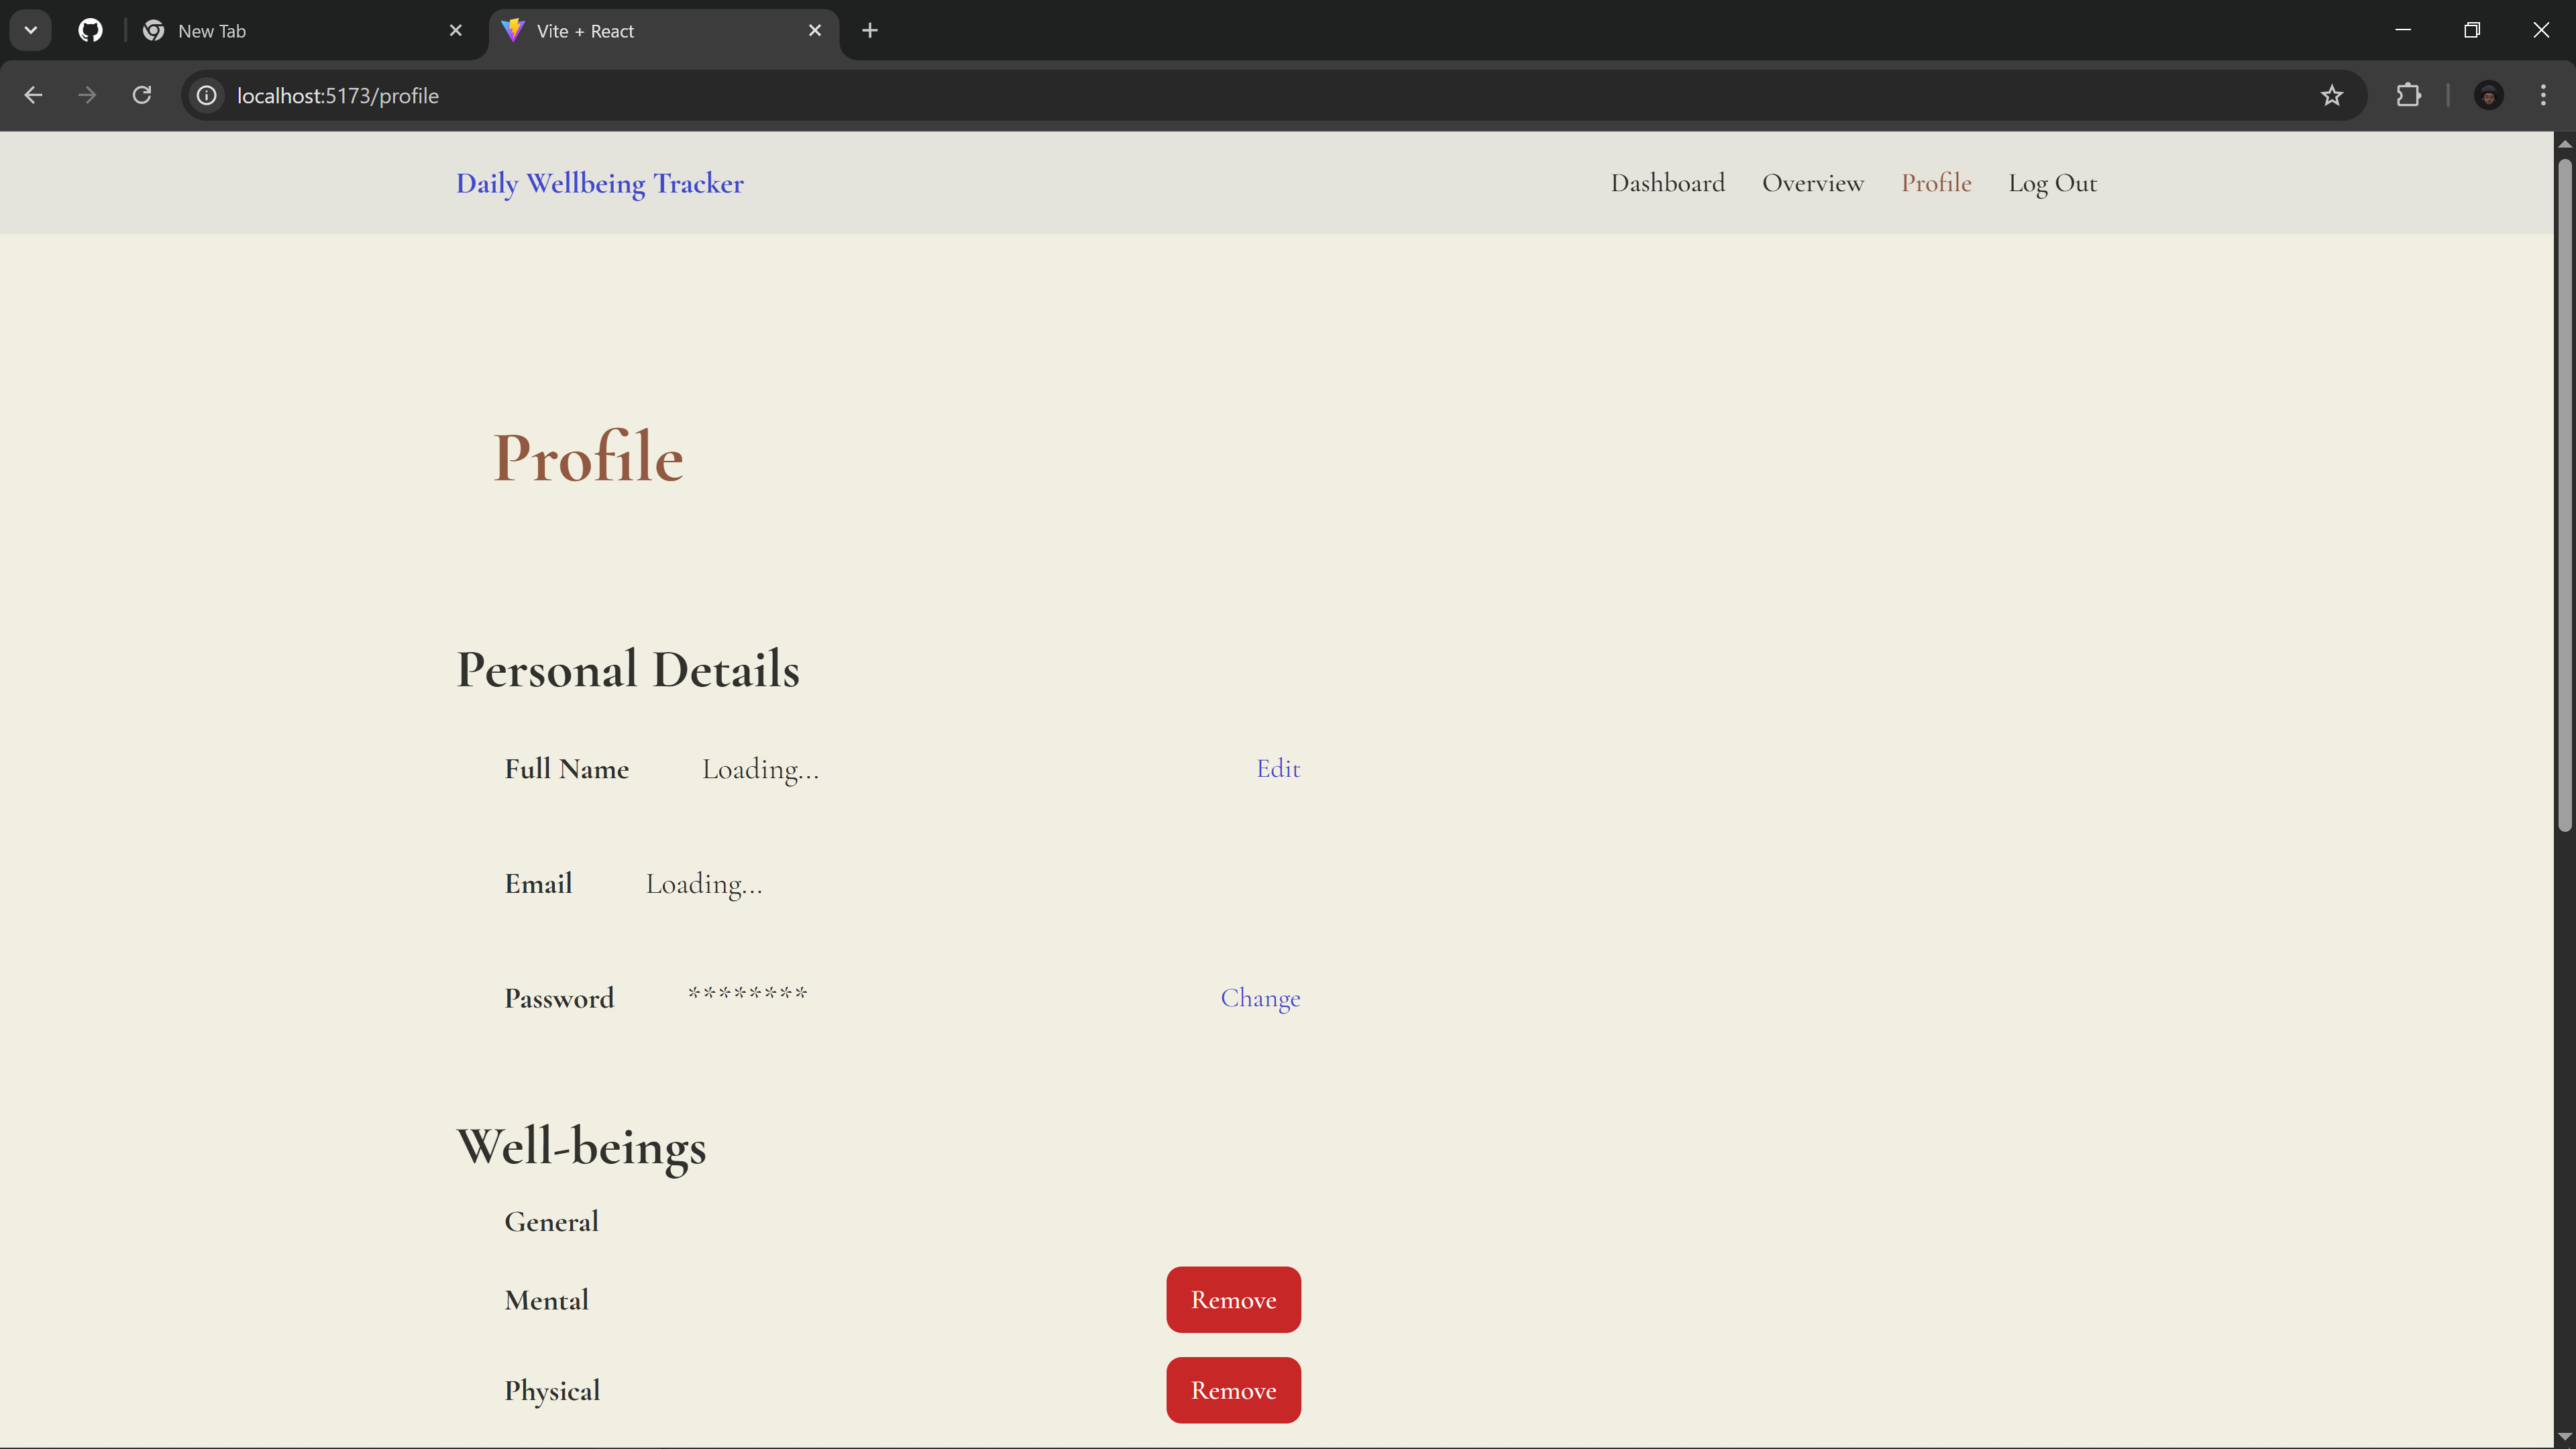 New Tab
Vite + React
localhost:5173/profile
Daily Wellbeing Tracker
Dashboard Overview Profile Log Out
Profile
Personal Details
Full Name Loading... Edit
Email Loading...
Password ******** Change
Well-beings
General
Mental Remove
Physical Remove